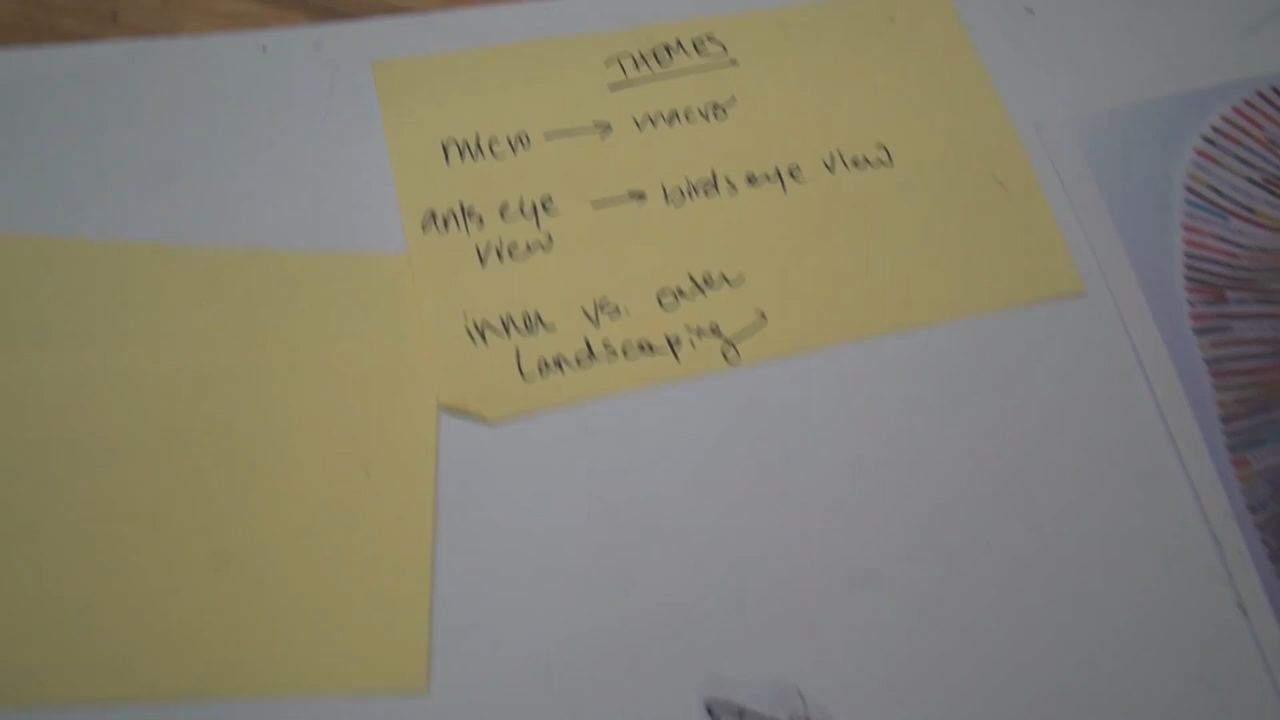 THEMES
micro → macro
ants eye → birds eye view
view
inner vs. outer
landscaping